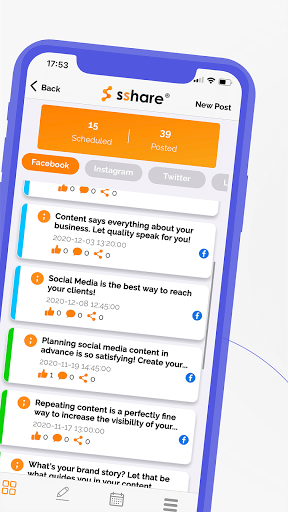 17:53
Back
sshare®
New Post
15
Scheduled
39
Posted
Facebook
Instagram
Twitter
L
0 0 0
Content says everything about your
business. Let quality speak for you!
2020-12-03 13:20:00
0 0 0
Social Media is the best way to reach
your clients!
2020-12-08 12:45:00
0 0 0
Planning social media content in
advance is so satisfying! Create your...
2020-11-19 14:45:00
1 0 0
Repeating content is a perfectly fine
way to increase the visibility of your...
2020-11-17 13:00:00
0 0 0
What's your brand story? Let that be
what guides you in your content